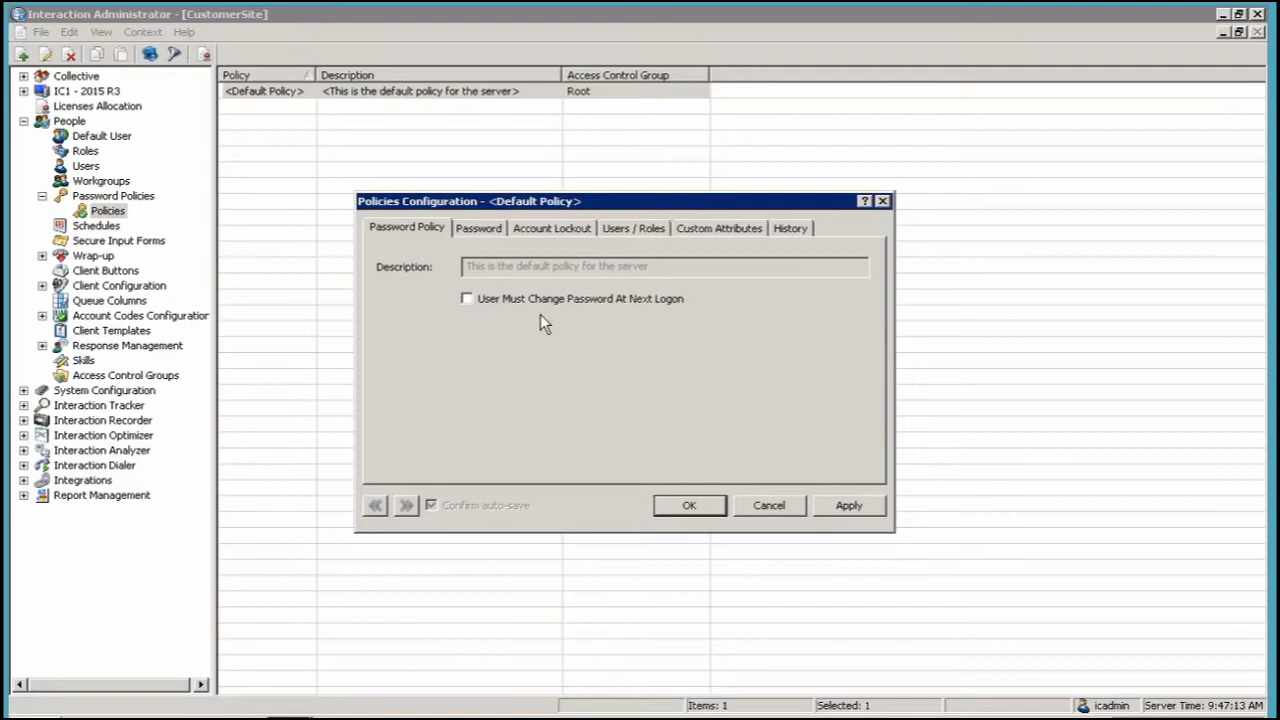 Interaction Administrator - [CustomerSite]
File Edit View Context Help
Collective
IC1 - 2015 R3
Licenses Allocation
People
Default User
Roles
Users
Workgroups
Password Policies
Policies
Schedules
Secure Input Forms
Wrap-up
Client Buttons
Client Configuration
Queue Columns
Account Codes Configuration
Client Templates
Response Management
Skills
Access Control Groups
System Configuration
Interaction Tracker
Interaction Recorder
Interaction Optimizer
Interaction Analyzer
Interaction Dialer
Integrations
Report Management
Policy Description Access Control Group
<Default Policy> <This is the default policy for the server> Root
Policies Configuration - <Default Policy>
Password Policy Password Account Lockout Users / Roles Custom Attributes History
Description: This is the default policy for the server
User Must Change Password At Next Logon
Confirm auto-save OK Cancel Apply
Items: 1 Selected: 1 icadmin Server Time: 9:47:13 AM